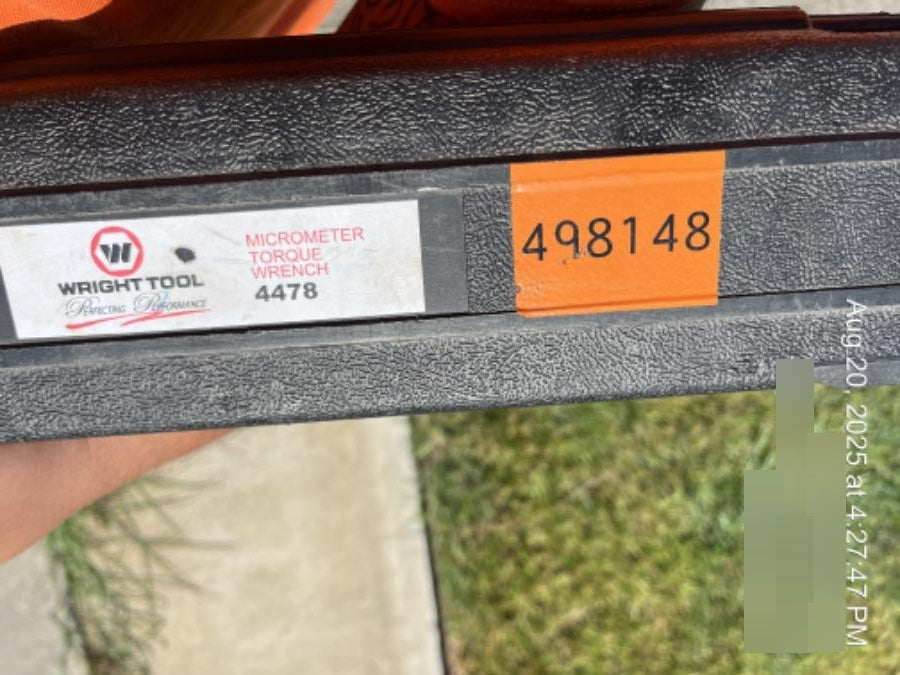 W
WRIGHT TOOL
PERFECTING PERFORMANCE
MICROMETER
TORQUE
WRENCH
4478
498148
Aug 20, 2025 at 4:27:47 PM